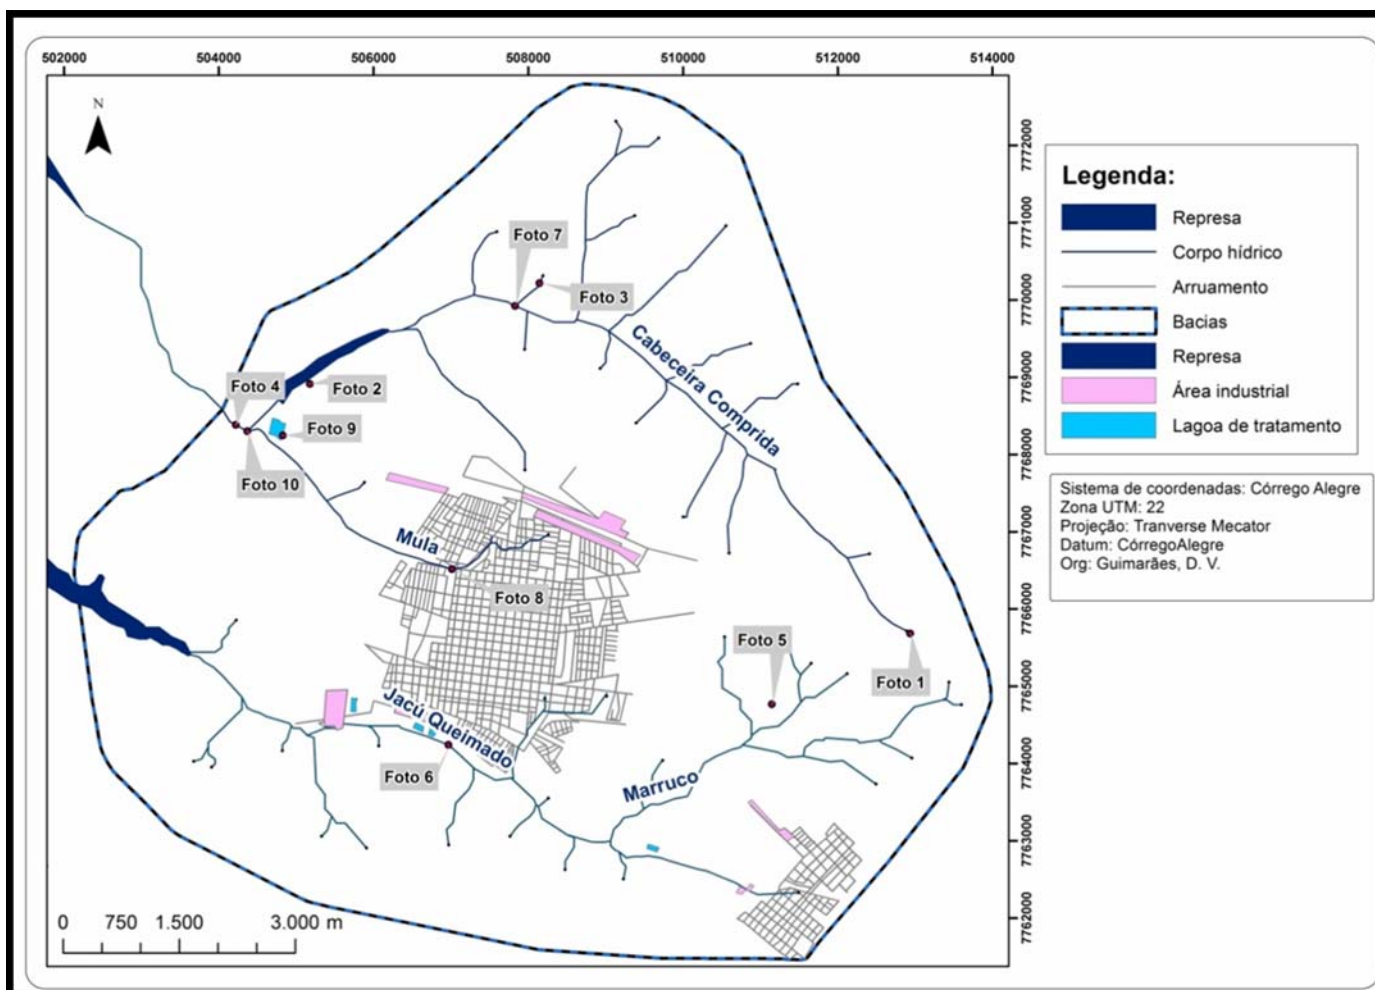 502000 504000 506000 508000 510000 512000 514000
N
7772000
7771000
7770000
7769000
7768000
7767000
7766000
7765000
7764000
7763000
7762000
Foto 7
Foto 3
Cabeceira Comprida
Foto 4
Foto 2
Foto 9
Foto 10
Mula
Foto 8
Foto 5
Foto 1
Jacú Queimado
Foto 6
Marruco
0 750 1.500 3.000 m
Legenda:
Represa
Corpo hídrico
Arruamento
Bacias
Represa
Área industrial
Lagoa de tratamento
Sistema de coordenadas: Córrego Alegre
Zona UTM: 22
Projeção: Tranverse Mecator
Datum: CórregoAlegre
Org: Guimarães, D. V.